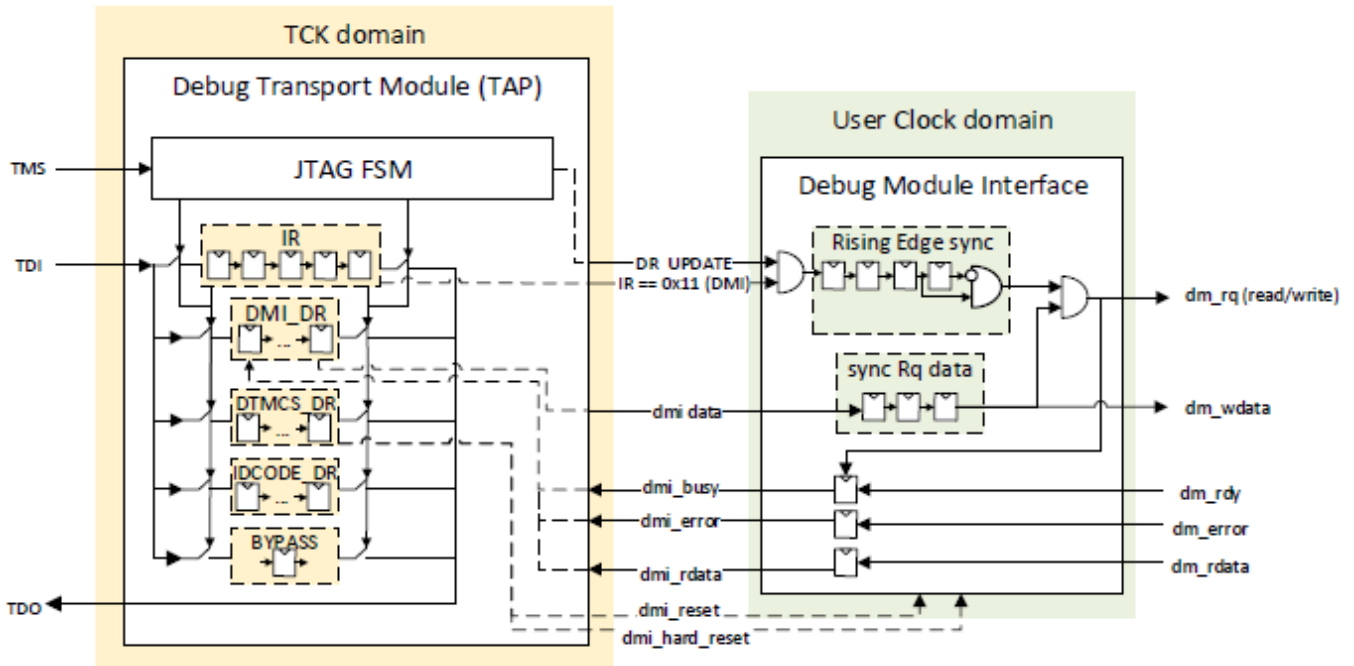 TCK domain
Debug Transport Module (TAP)
User Clock domain
TMS
JTAG FSM
Debug Module Interface
IR
Rising Edge sync
TDI
DR_UPDATE
IR == 0x11 (DMI)
dm_rq (read/write)
DMI_DR
...
sync Rq data
DTMCS_DR
...
dmi data
dm_wdata
IDCODE_DR
...
dmi_busy
dm_rdy
dmi_error
dm_error
BYPASS
dmi_rdata
dm_rdata
TDO
dmi_reset
dmi_hard_reset